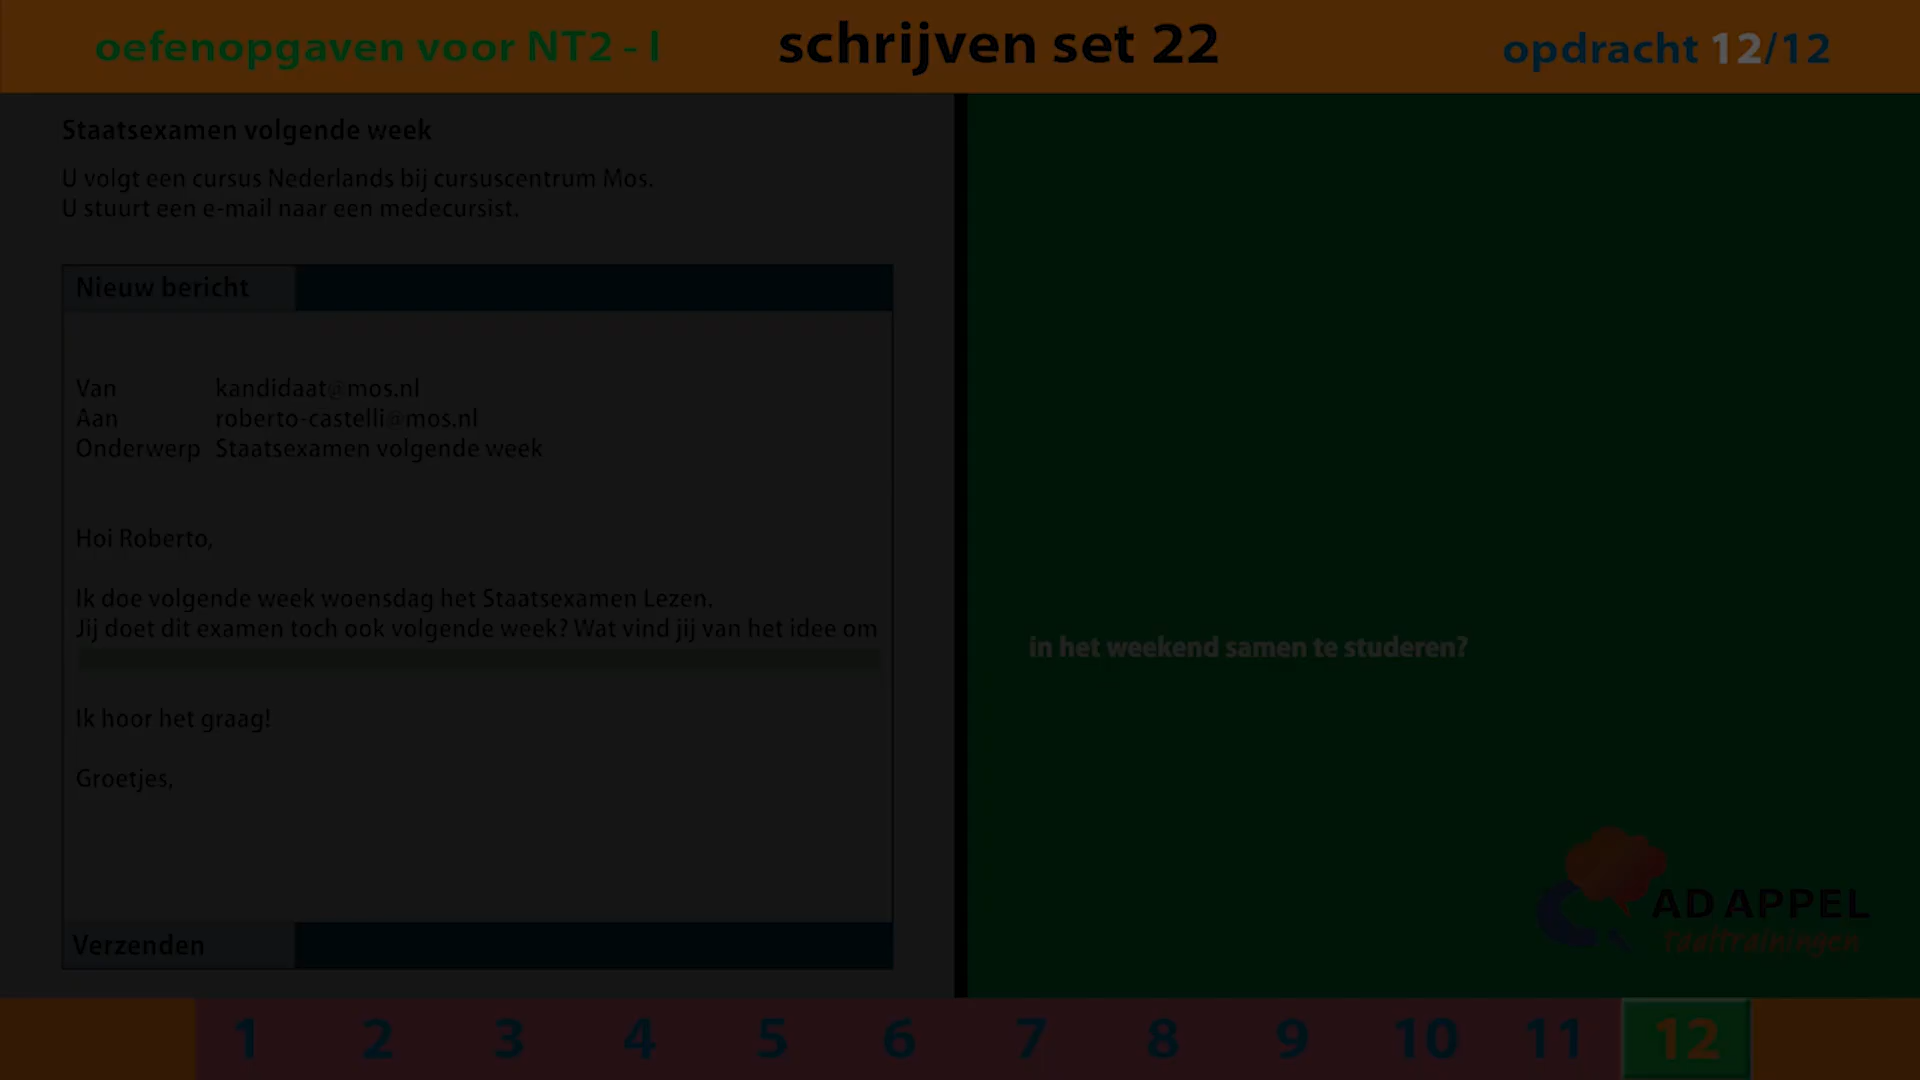 oefenopgaven voor NT2 - I
schrijven set 22
opdracht 12/12
Staatsexamen volgende week
U volgt een cursus Nederlands bij cursuscentrum Mos.
U stuurt een e-mail naar een medecursist.
Nieuw bericht
Van kandidaat@mos.nl
Aan roberto-castelli@mos.nl
Onderwerp Staatsexamen volgende week
Hoi Roberto,
Ik doe volgende week woensdag het Staatsexamen Lezen.
Jij doet dit examen toch ook volgende week? Wat vind jij van het idee om
Ik hoor het graag!
Groetjes,
Verzenden
in het weekend samen te studeren?
AD APPEL
taaltrainingen
1 2 3 4 5 6 7 8 9 10 11 12